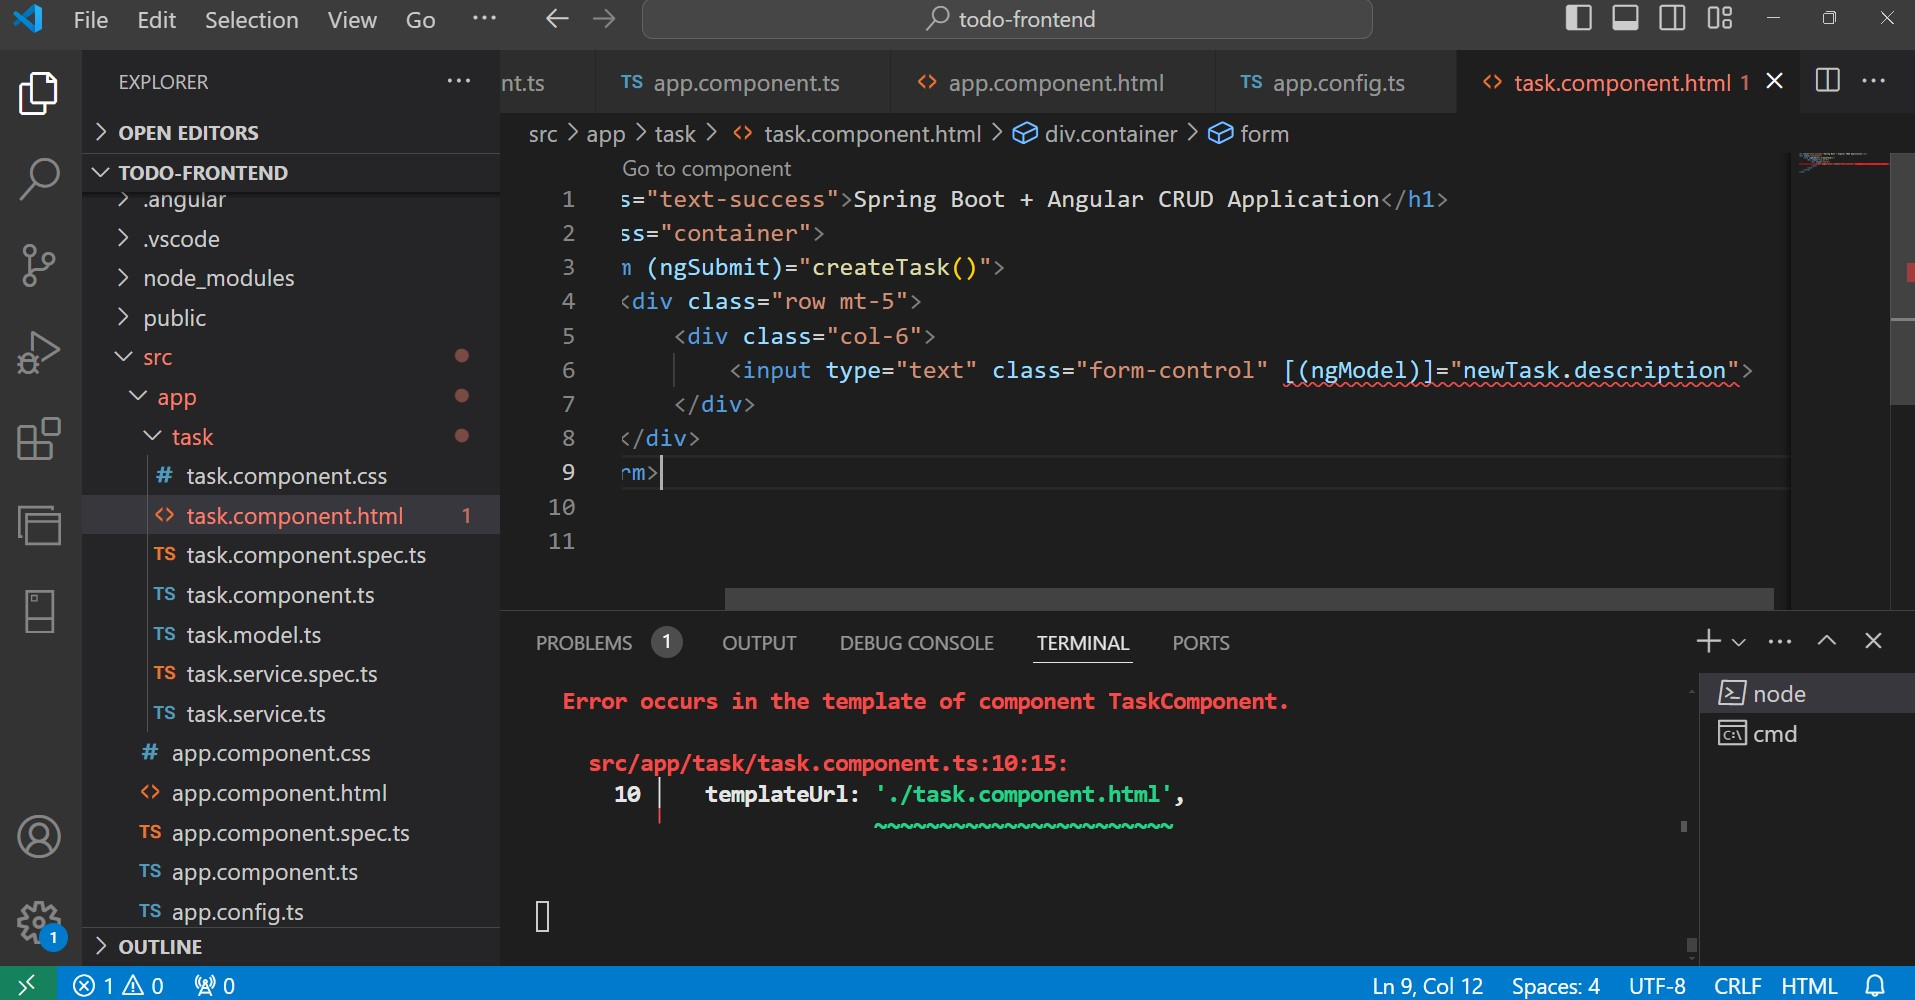 File Edit Selection View Go ... todo-frontend
EXPLORER ...
OPEN EDITORS
TODO-FRONTEND
.angular
.vscode
node_modules
public
src
app
task
# task.component.css
<> task.component.html 1
TS task.component.spec.ts
TS task.component.ts
TS task.model.ts
TS task.service.spec.ts
TS task.service.ts
# app.component.css
<> app.component.html
TS app.component.spec.ts
TS app.component.ts
TS app.config.ts
OUTLINE
1
nt.ts TS app.component.ts <> app.component.html TS app.config.ts <> task.component.html 1
src > app > task > <> task.component.html > div.container > form
Go to component
1 s="text-success">Spring Boot + Angular CRUD Application</h1>
2 ss="container">
3 m (ngSubmit)="createTask()">
4 <div class="row mt-5">
5 <div class="col-6">
6 <input type="text" class="form-control" [(ngModel)]="newTask.description">
7 </div>
8 </div>
9 rm>
10
11
PROBLEMS 1 OUTPUT DEBUG CONSOLE TERMINAL PORTS
Error occurs in the template of component TaskComponent.
src/app/task/task.component.ts:10:15:
10 │ templateUrl: './task.component.html',
~~~~~~~~~~~~~~~~~~~~~~~
node
cmd
1 0 0 Ln 9, Col 12 Spaces: 4 UTF-8 CRLF HTML